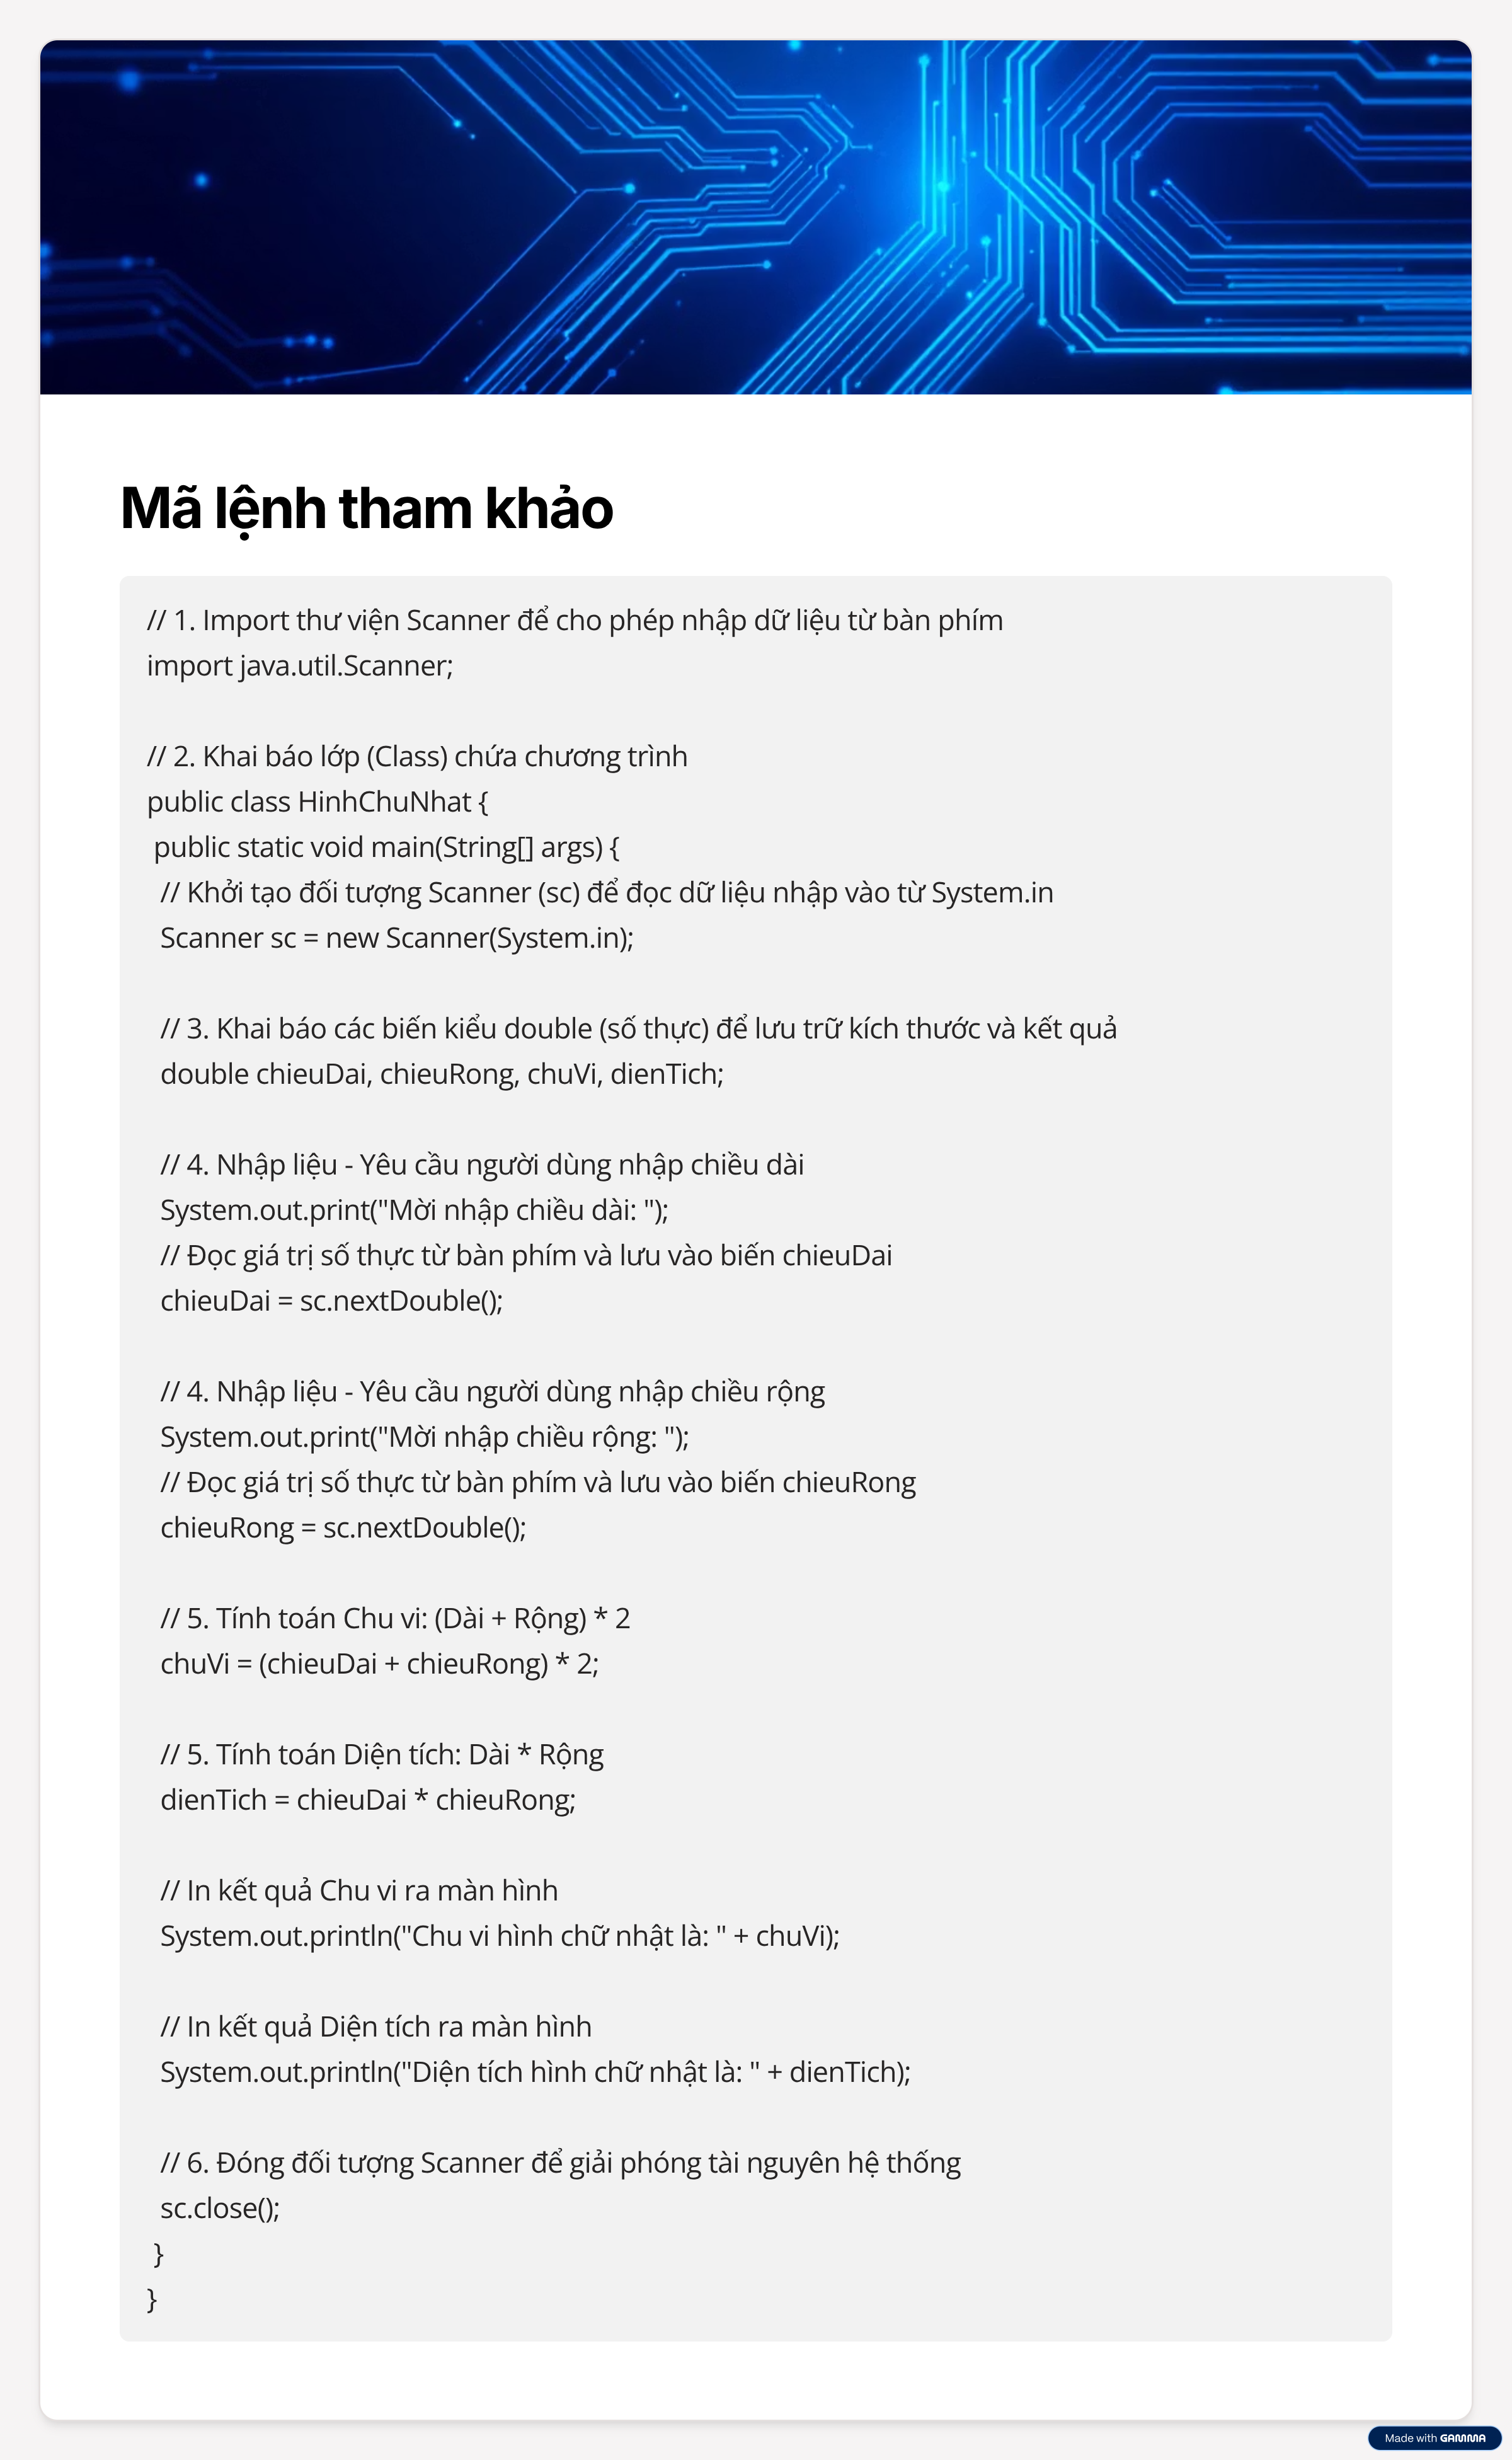 Mã lệnh tham khảo
// 1. Import thư viện Scanner để cho phép nhập dữ liệu từ bàn phím
import java.util.Scanner;
// 2. Khai báo lớp (Class) chứa chương trình
public class HinhChuNhat {
public static void main(String[] args) {
// Khởi tạo đối tượng Scanner (sc) để đọc dữ liệu nhập vào từ System.in
Scanner sc = new Scanner(System.in);
// 3. Khai báo các biến kiểu double (số thực) để lưu trữ kích thước và kết quả
double chieuDai, chieuRong, chuVi, dienTich;
// 4. Nhập liệu - Yêu cầu người dùng nhập chiều dài
System.out.print("Mời nhập chiều dài: ");
// Đọc giá trị số thực từ bàn phím và lưu vào biến chieuDai
chieuDai = sc.nextDouble();
// 4. Nhập liệu - Yêu cầu người dùng nhập chiều rộng
System.out.print("Mời nhập chiều rộng: ");
// Đọc giá trị số thực từ bàn phím và lưu vào biến chieuRong
chieuRong = sc.nextDouble();
// 5. Tính toán Chu vi: (Dài + Rộng) * 2
chuVi = (chieuDai + chieuRong) * 2;
// 5. Tính toán Diện tích: Dài * Rộng
dienTich = chieuDai * chieuRong;
// In kết quả Chu vi ra màn hình
System.out.println("Chu vi hình chữ nhật là: " + chuVi);
// In kết quả Diện tích ra màn hình
System.out.println("Diện tích hình chữ nhật là: " + dienTich);
// 6. Đóng đối tượng Scanner để giải phóng tài nguyên hệ thống
sc.close();
}
}
Made with GAMMA